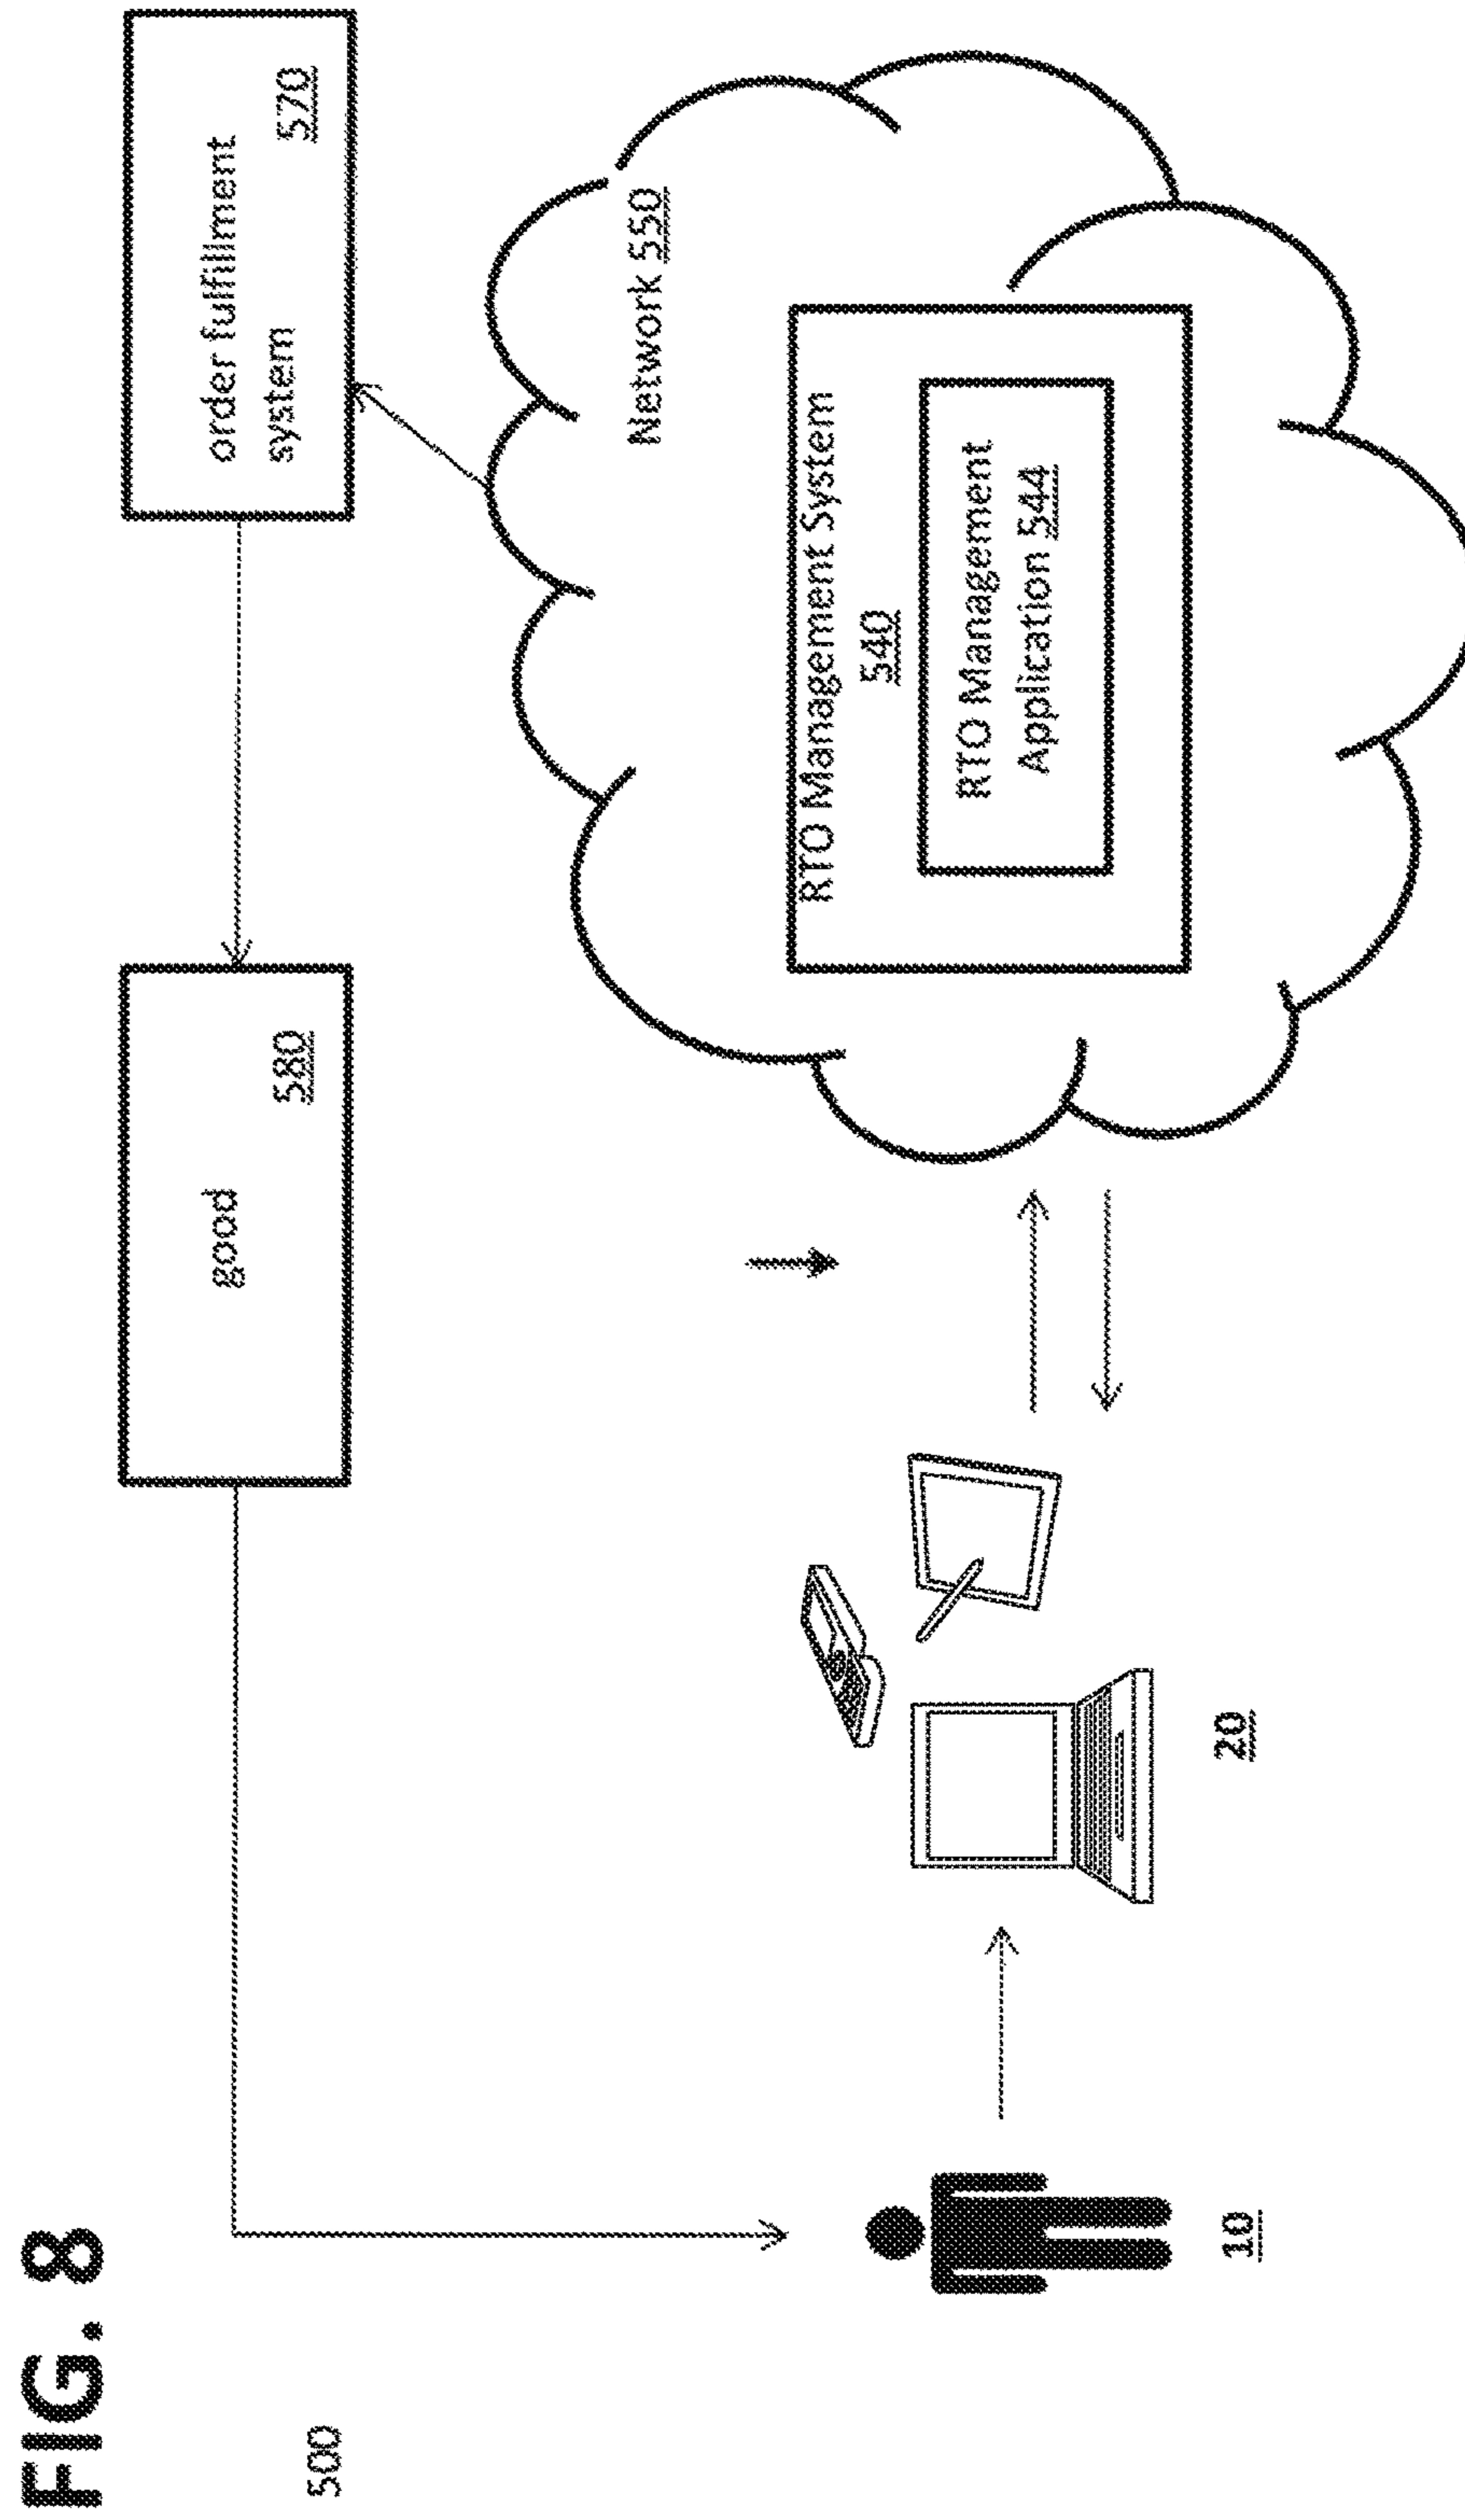 FIG. 8
500
good
580
order fulfillment
system
570
Network 550
RTO Management System
540
RTO Management
Application 544
10
20